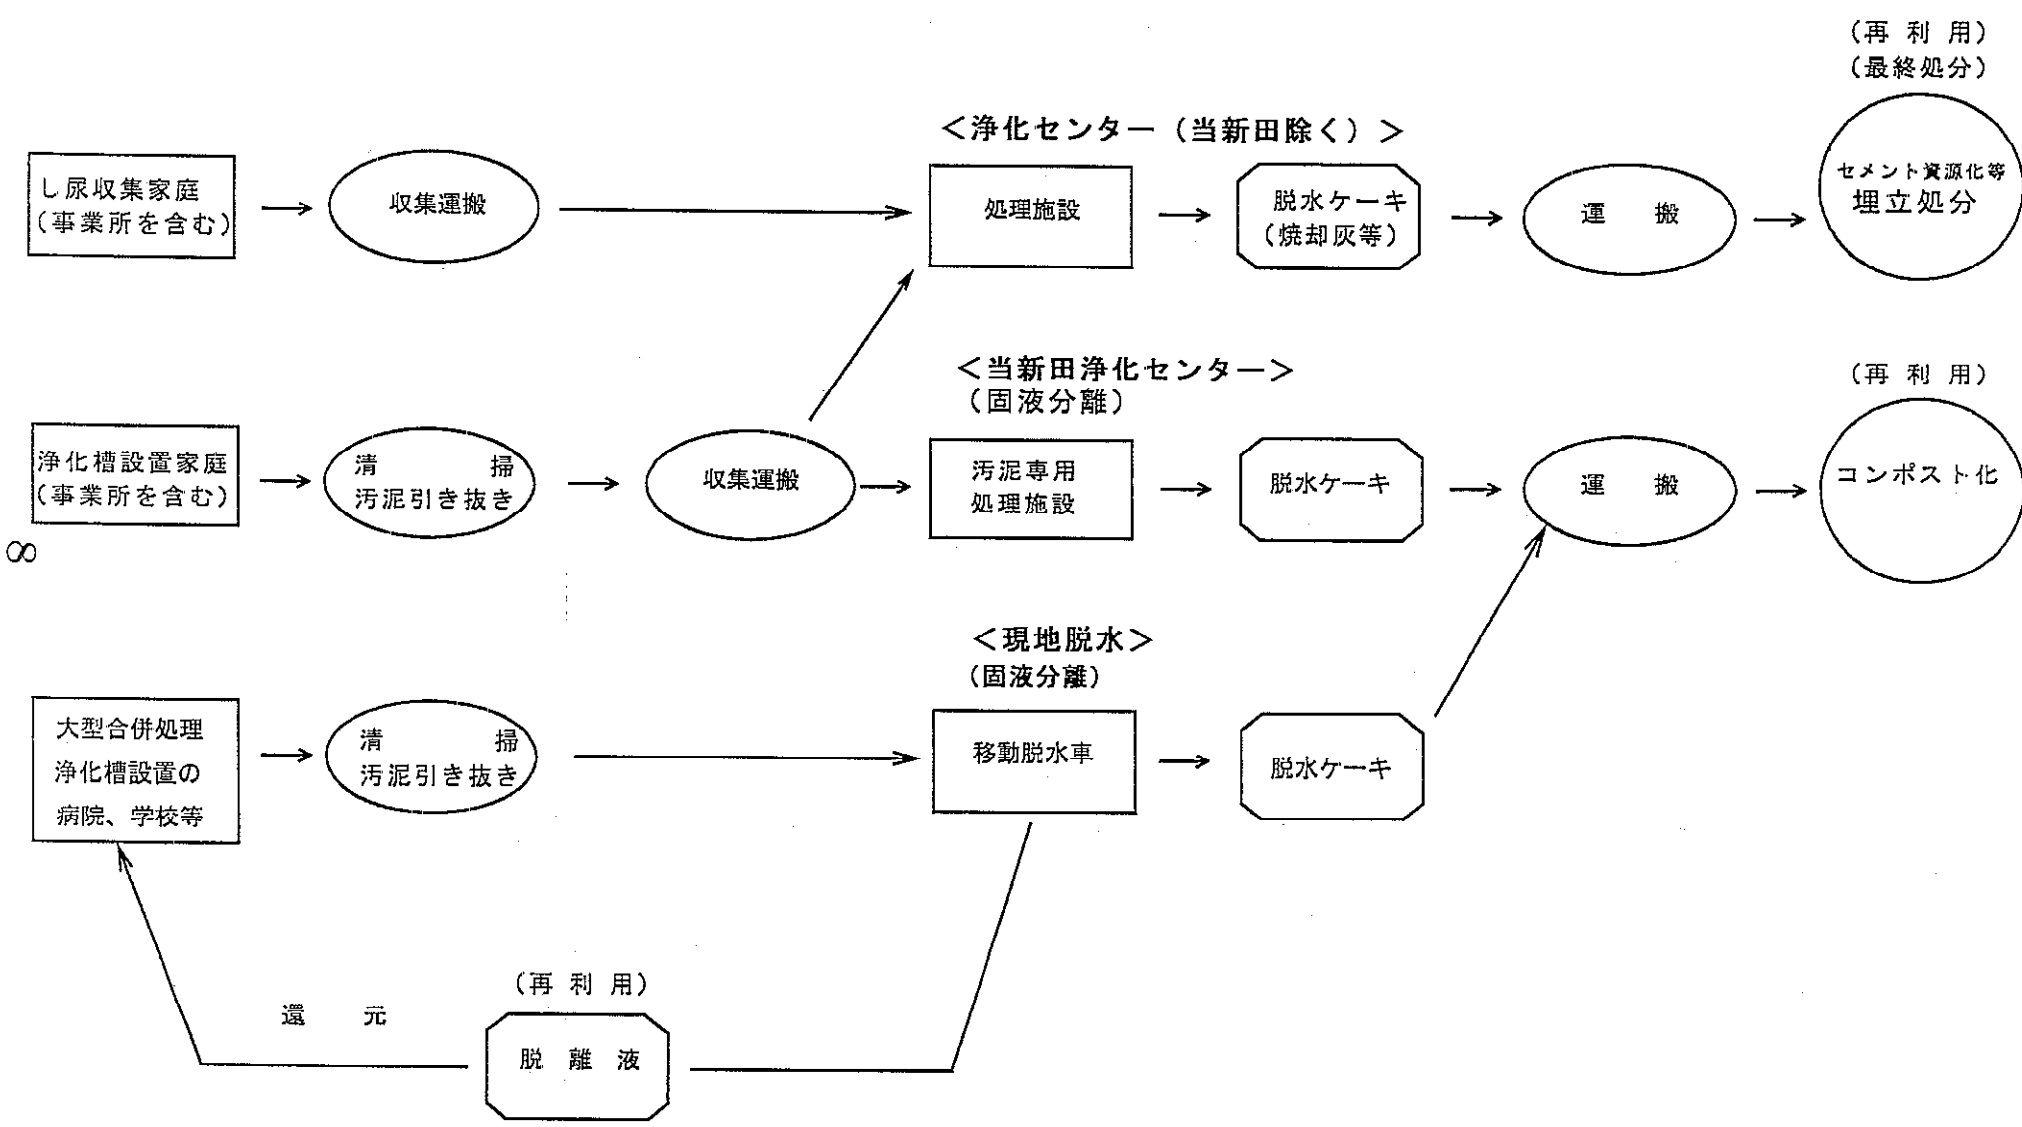 (再利用)
(最終処分)
＜浄化センター(当新田除く)＞
し尿収集家庭
(事業所を含む)
収集運搬
処理施設
脱水ケーキ
(焼却灰等)
運搬
セメント資源化等
埋立処分
＜当新田浄化センター＞
(固液分離)
(再利用)
浄化槽設置家庭
(事業所を含む)
清掃
汚泥引き抜き
収集運搬
汚泥専用
処理施設
脱水ケーキ
運搬
コンポスト化
8
＜現地脱水＞
(固液分離)
大型合併処理
浄化槽設置の
病院、学校等
清掃
汚泥引き抜き
移動脱水車
脱水ケーキ
(再利用)
還元
脱離液